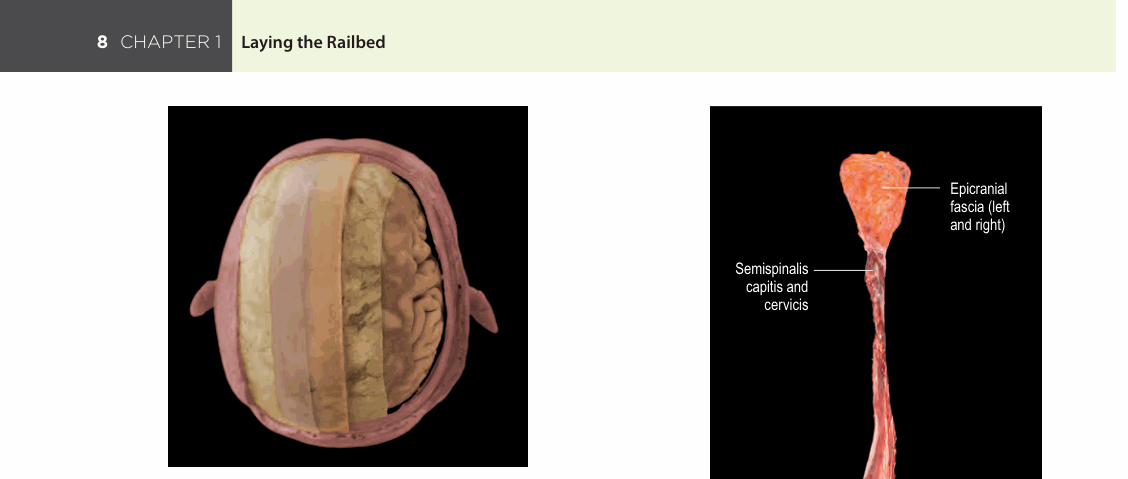 8 CHAPTER 1 Laying the Railbed
Epicranial
fascia (left
and right)
Semispinalis
capitis and
cervicis